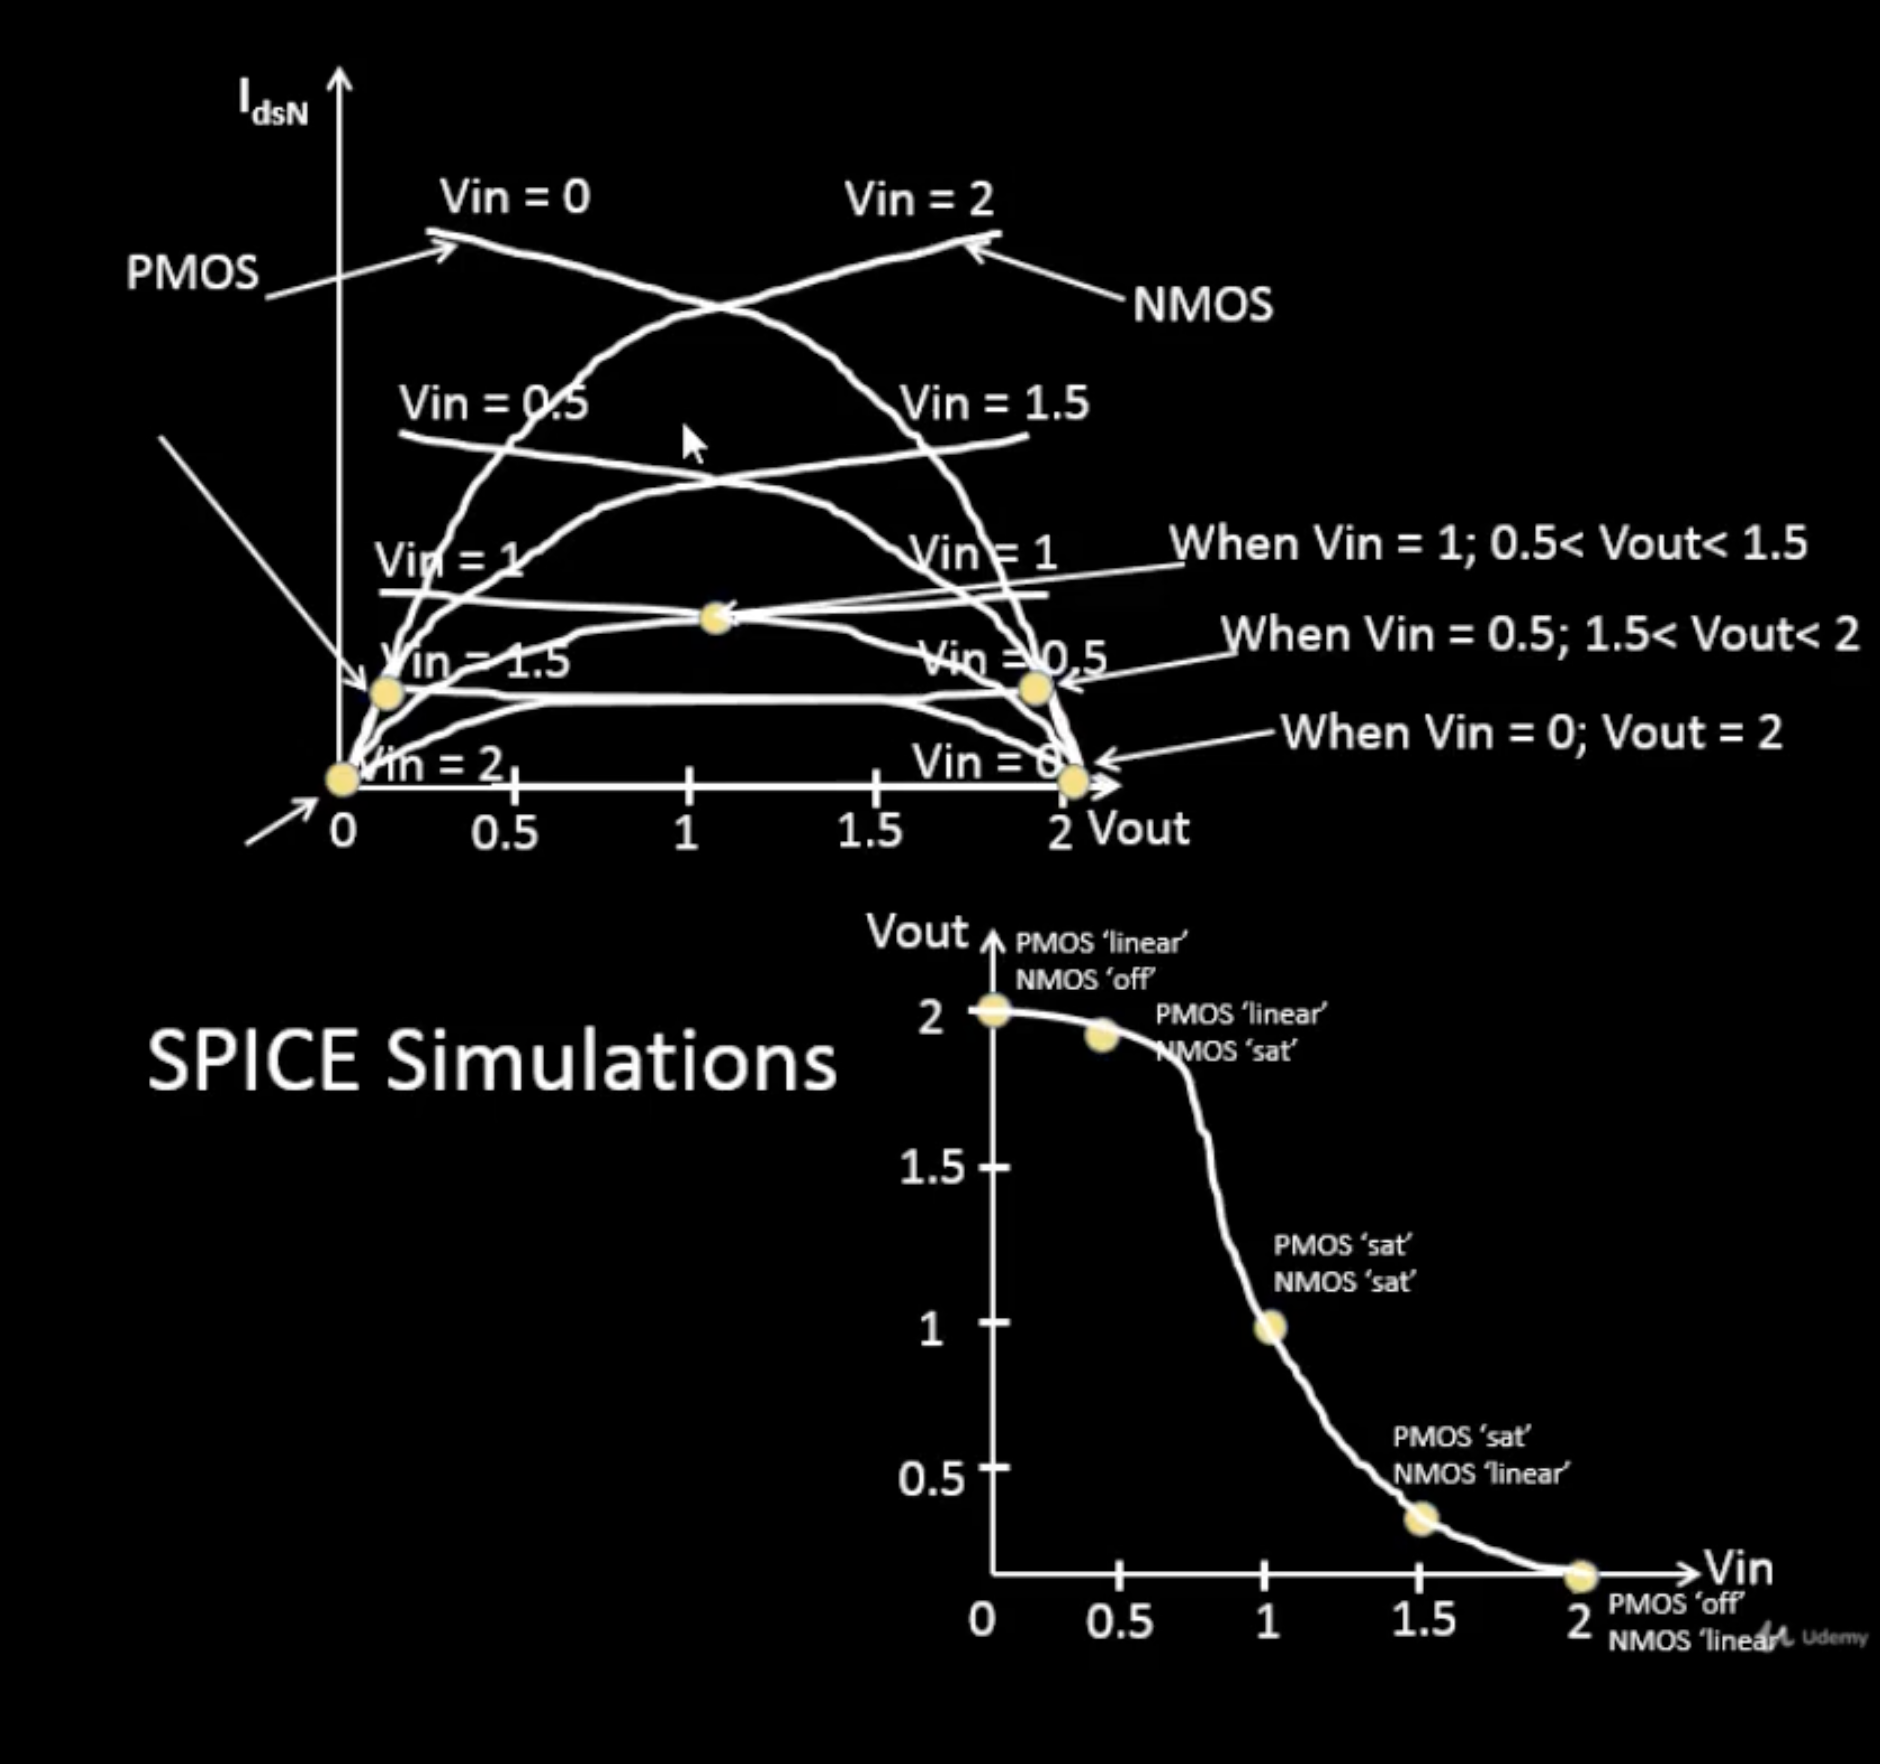 IdsN
Vin = 0
Vin = 2
PMOS
NMOS
Vin = 0.5
Vin = 1.5
Vin = 1
Vin = 1
When Vin = 1; 0.5< Vout< 1.5
Vin = 1.5
Vin = 0.5
When Vin = 0.5; 1.5< Vout< 2
Vin = 2
Vin = 0
When Vin = 0; Vout = 2
0 0.5 1 1.5 2 Vout
Vout
PMOS ‘linear’
NMOS ‘off’
2
PMOS ‘linear’
NMOS ‘sat’
SPICE Simulations
1.5
PMOS ‘sat’
NMOS ‘sat’
1
PMOS ‘sat’
NMOS ‘linear’
0.5
Vin
0 0.5 1 1.5 2
PMOS ‘off’
NMOS ‘linear
Udemy